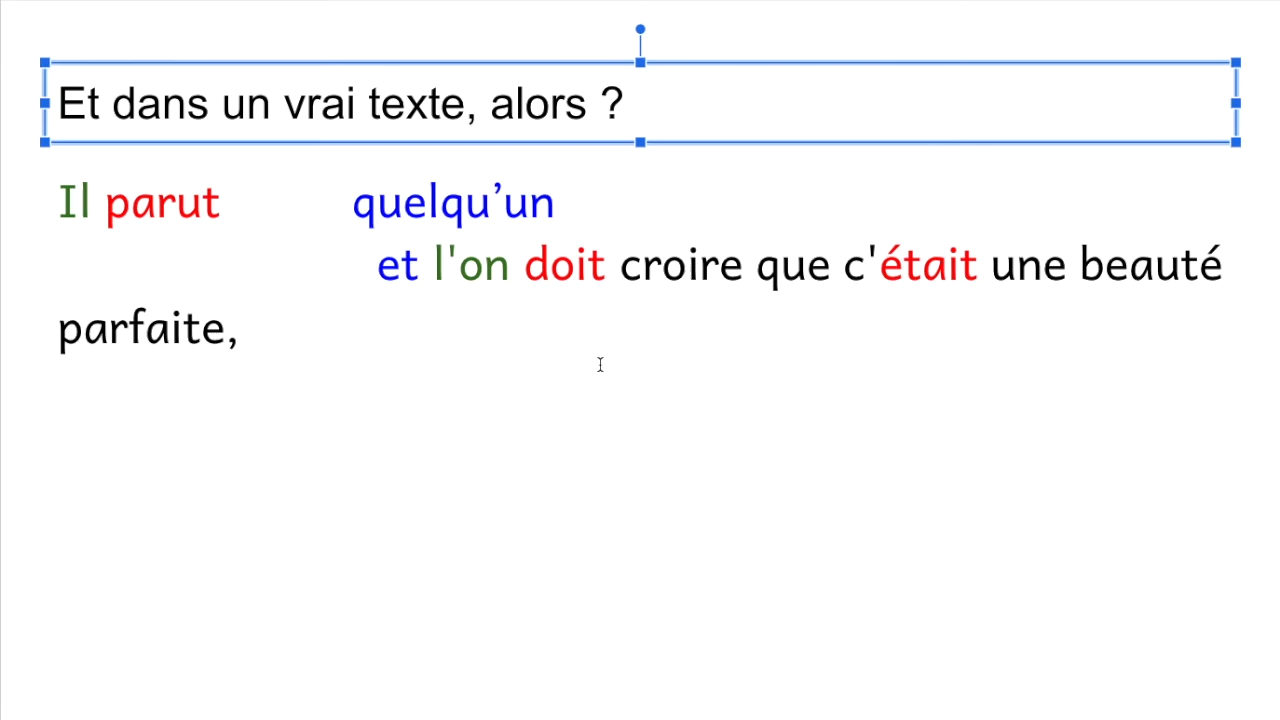 Et dans un vrai texte, alors ?
Il parut quelqu’un
et l'on doit croire que c'était une beauté
parfaite,